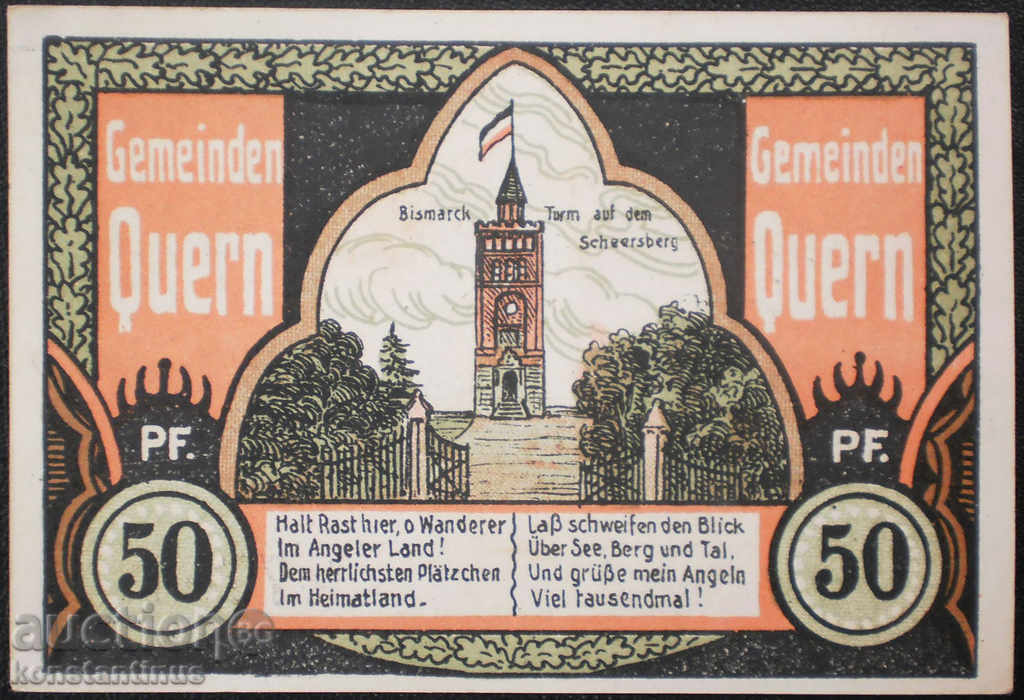 Gemeinden
Quern
Gemeinden
Quern
Bismarck Turm auf dem
Scheersberg
PF.
PF.
50
50
Halt Rast hier, o Wanderer
Im Angeler Land!
Dem herrlichsten Plätzchen
Im Heimatland.
Laß schweifen den Blick
Über See, Berg und Tal,
Und grüße mein Angeln
Viel tausendmal!
auctionBG
konstantinus